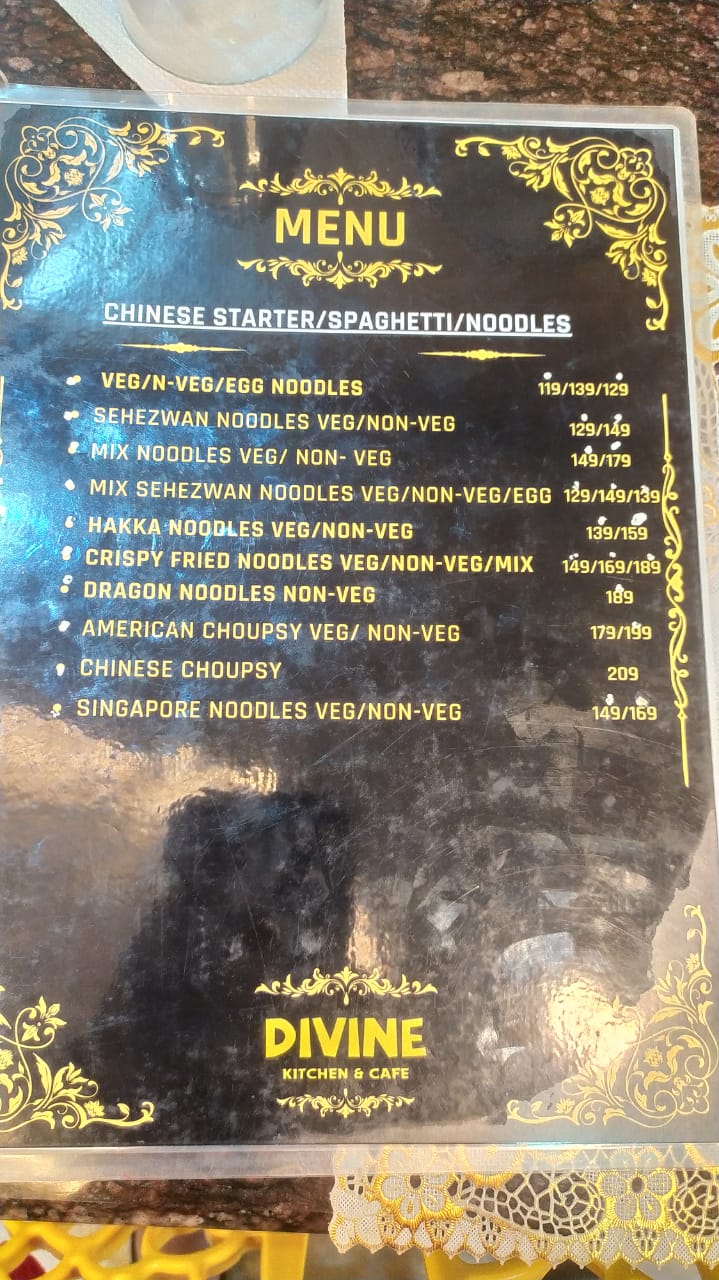 MENU
CHINESE STARTER/SPAGHETTI/NOODLES
VEG/N-VEG/EGG NOODLES 119/139/129
SEHEZWAN NOODLES VEG/NON-VEG 129/149
MIX NOODLES VEG/ NON- VEG 149/179
MIX SEHEZWAN NOODLES VEG/NON-VEG/EGG 129/149/139
HAKKA NOODLES VEG/NON-VEG 139/159
CRISPY FRIED NOODLES VEG/NON-VEG/MIX 149/169/189
DRAGON NOODLES NON-VEG 189
AMERICAN CHOUPSY VEG/ NON-VEG 179/199
CHINESE CHOUPSY 209
SINGAPORE NOODLES VEG/NON-VEG 149/169
DIVINE
KITCHEN & CAFE